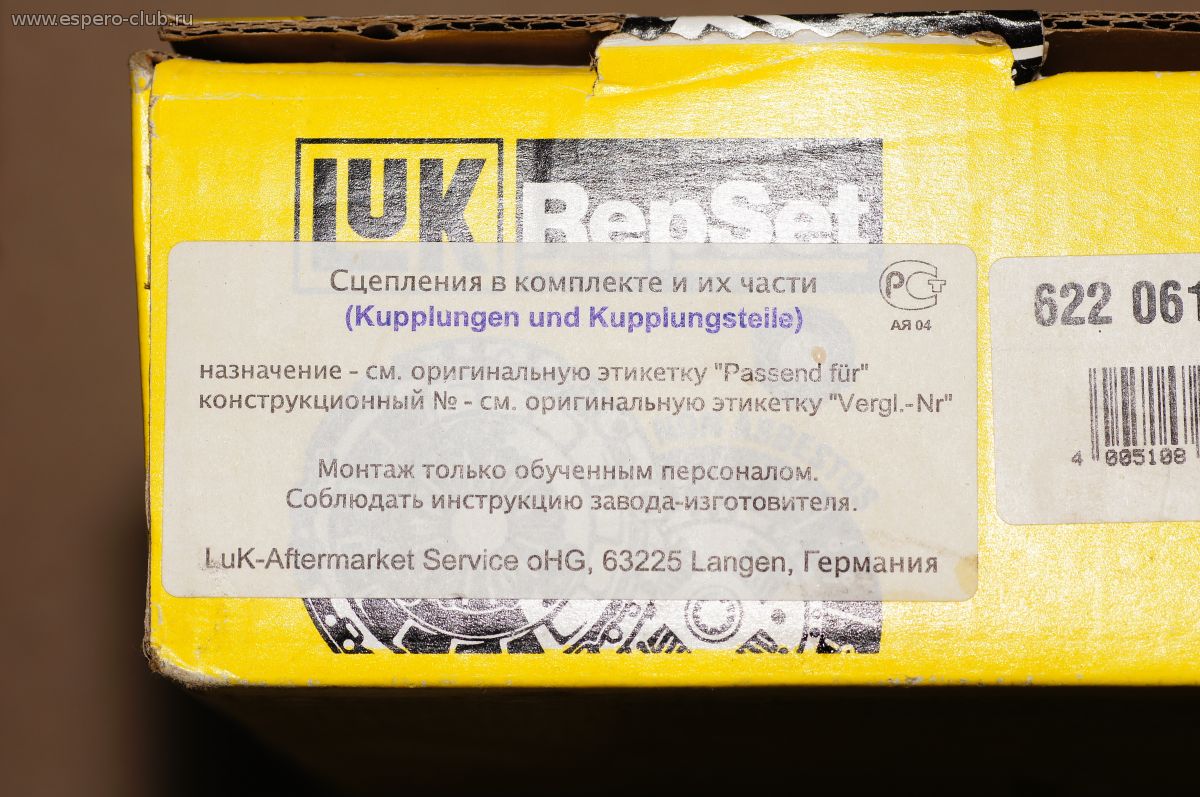 www.espero-club.ru
LUK RepSet
Сцепления в комплекте и их части
(Kupplungen und Kupplungsteile)
РСТ
АЯ 04
назначение - см. оригинальную этикетку "Passend für"
конструкционный № - см. оригинальную этикетку "Vergl.-Nr"
Монтаж только обученным персоналом.
Соблюдать инструкцию завода-изготовителя.
LuK-Aftermarket Service oHG, 63225 Langen, Германия
622 061
4 005108